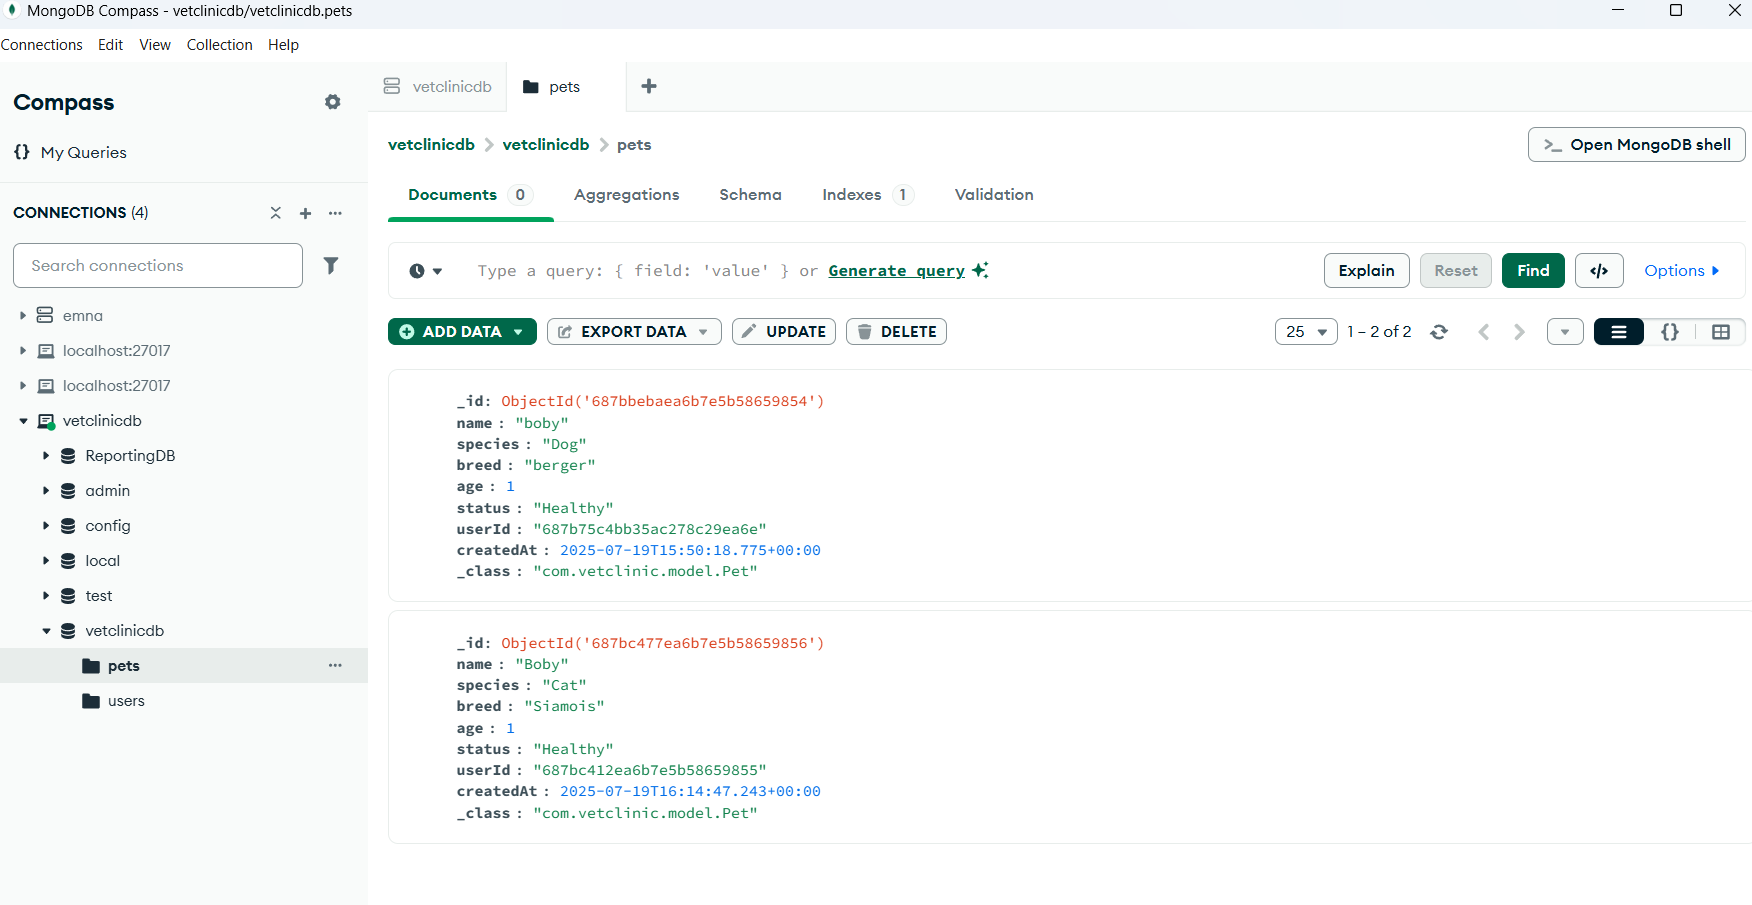 MongoDB Compass - vetclinicdb/vetclinicdb.pets
Connections Edit View Collection Help
Compass
{} My Queries
CONNECTIONS (4)
Search connections
emna
localhost:27017
localhost:27017
vetclinicdb
ReportingDB
admin
config
local
test
vetclinicdb
pets
users
vetclinicdb pets
vetclinicdb > vetclinicdb > pets
>_ Open MongoDB shell
Documents 0 Aggregations Schema Indexes 1 Validation
Type a query: { field: 'value' } or Generate query
Explain Reset Find </> Options
ADD DATA EXPORT DATA UPDATE DELETE
25 1 – 2 of 2 {}
_id: ObjectId('687bbebaea6b7e5b58659854')
name : "boby"
species : "Dog"
breed : "berger"
age : 1
status : "Healthy"
userId : "687b75c4bb35ac278c29ea6e"
createdAt : 2025-07-19T15:50:18.775+00:00
_class : "com.vetclinic.model.Pet"
_id: ObjectId('687bc477ea6b7e5b58659856')
name : "Boby"
species : "Cat"
breed : "Siamois"
age : 1
status : "Healthy"
userId : "687bc412ea6b7e5b58659855"
createdAt : 2025-07-19T16:14:47.243+00:00
_class : "com.vetclinic.model.Pet"